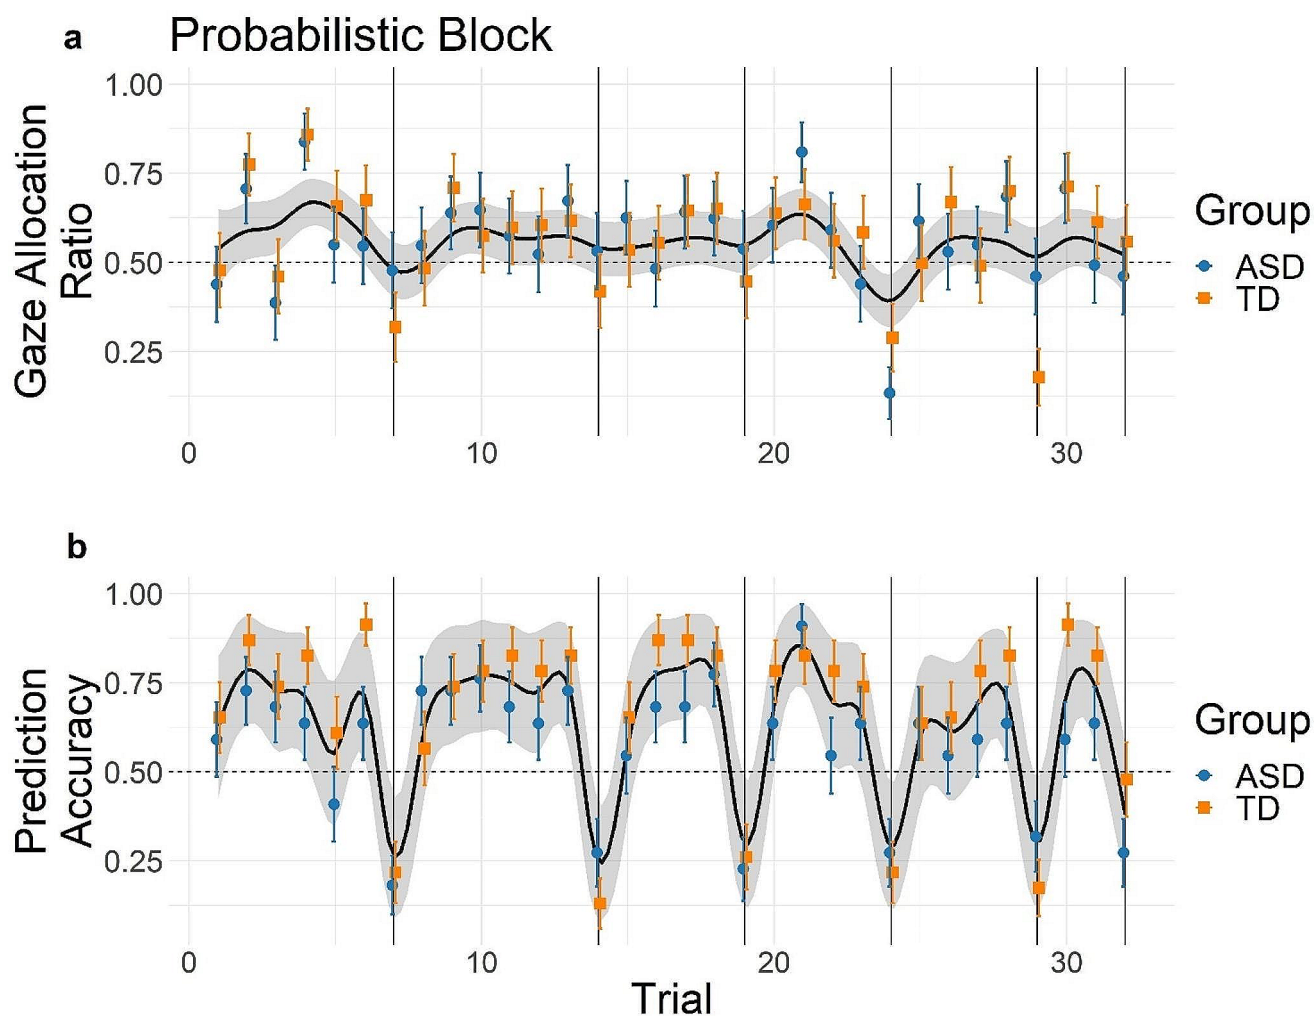 a
Probabilistic Block
Gaze Allocation
Ratio
1.00
0.75
0.50
0.25
0
10
20
30
Group
ASD
TD
b
Prediction
Accuracy
1.00
0.75
0.50
0.25
0
10
20
30
Trial
Group
ASD
TD